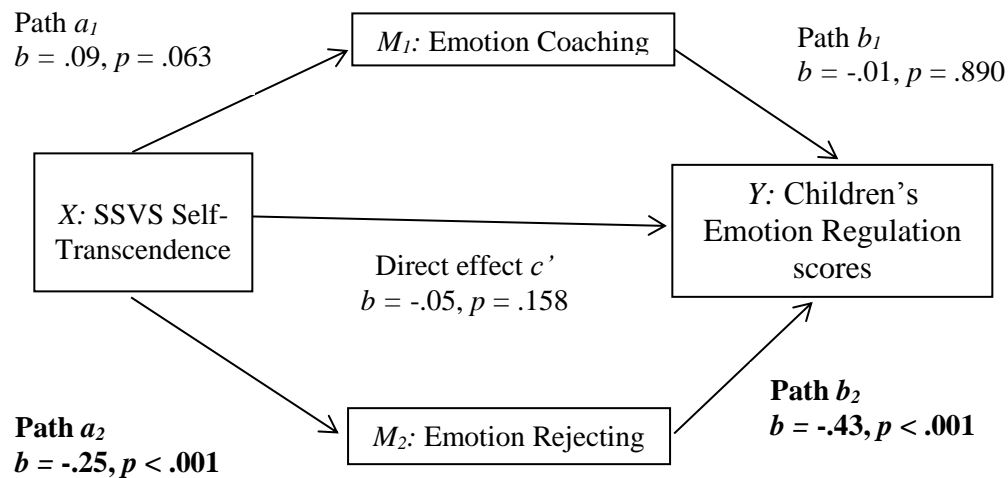 Path a₁
b = .09, p = .063
M₁: Emotion Coaching
Path b₁
b = -.01, p = .890
X: SSVS Self-
Transcendence
Y: Children’s
Emotion Regulation
scores
Direct effect c’
b = -.05, p = .158
Path a₂
b = -.25, p < .001
M₂: Emotion Rejecting
Path b₂
b = -.43, p < .001